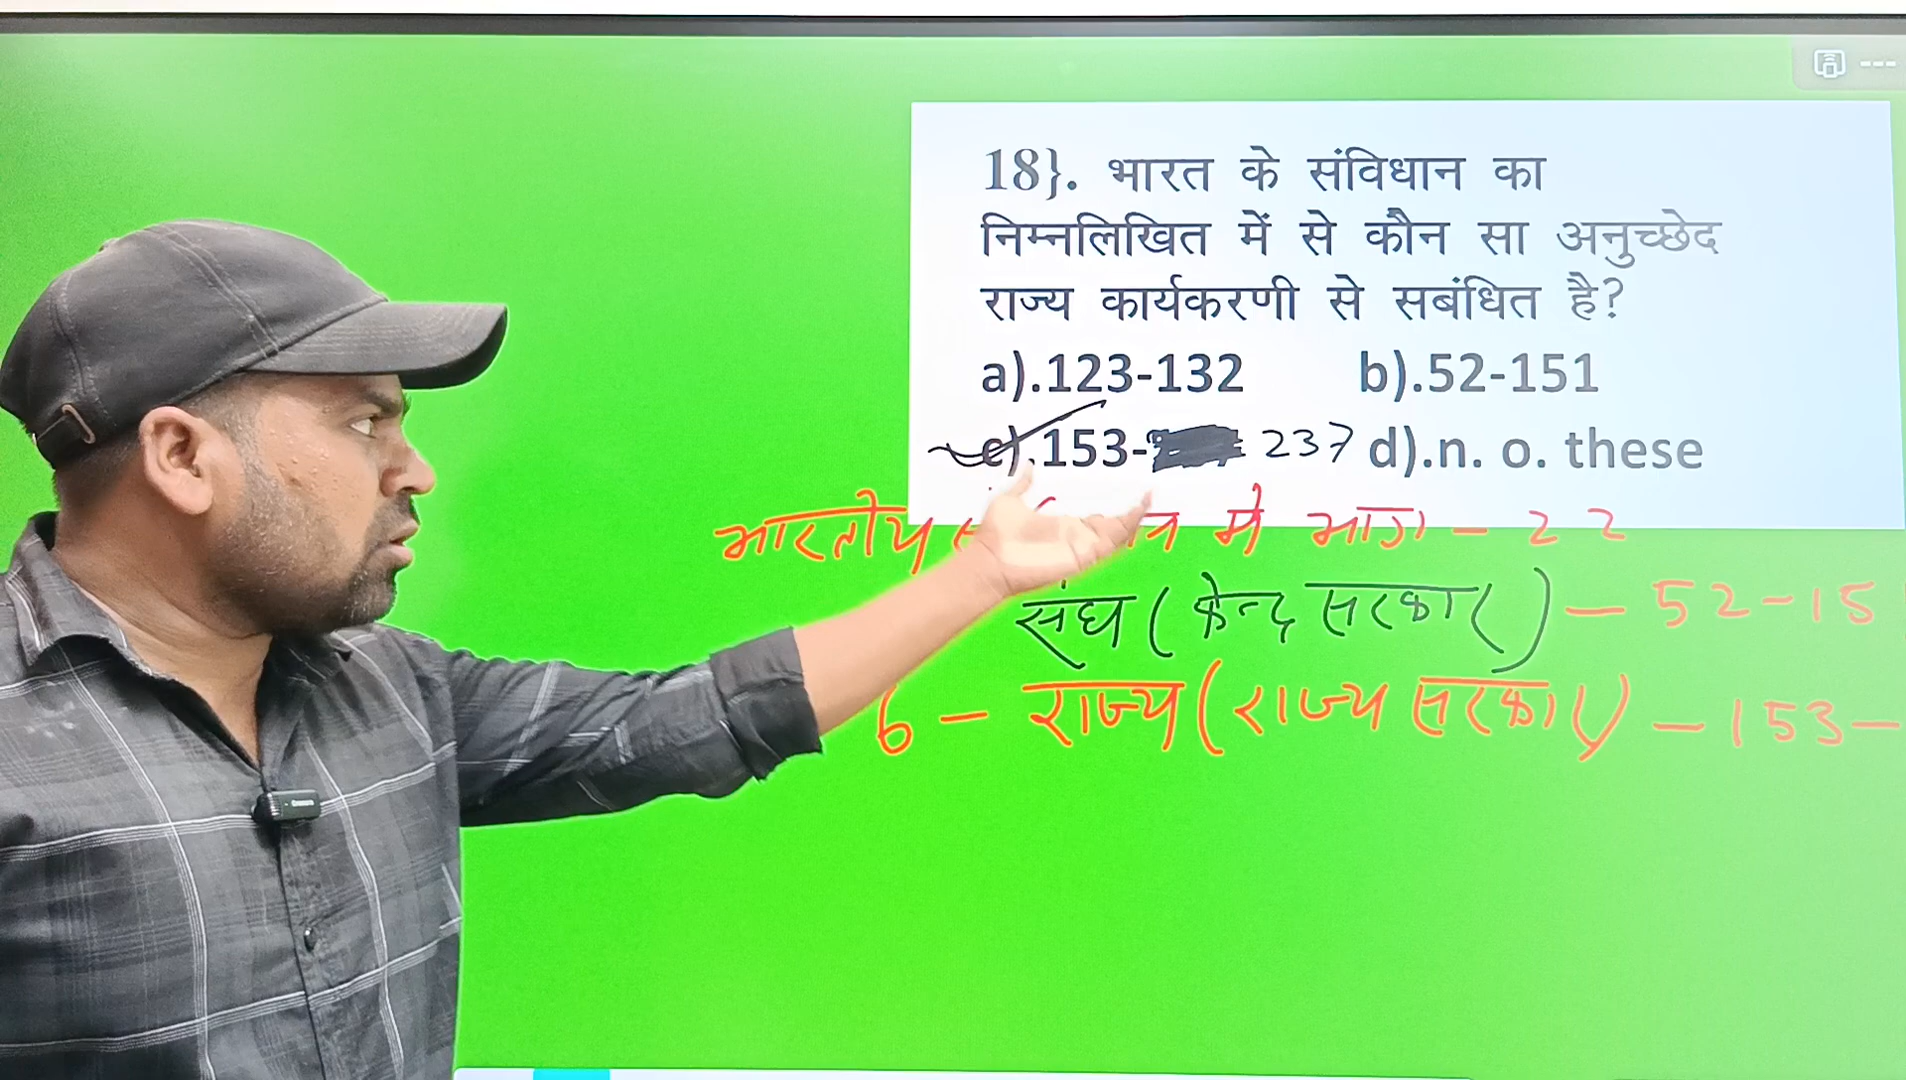 18}. भारत के संविधान का
निम्नलिखित में से कौन सा अनुच्छेद
राज्य कार्यकरणी से सबंधित है?
a).123-132 b).52-151
c).153- 237 d).n. o. these
भारतीय में भाग - 22
संघ (केन्द्र सरकार) - 52-15
6 - राज्य (राज्य सरकार) - 153-